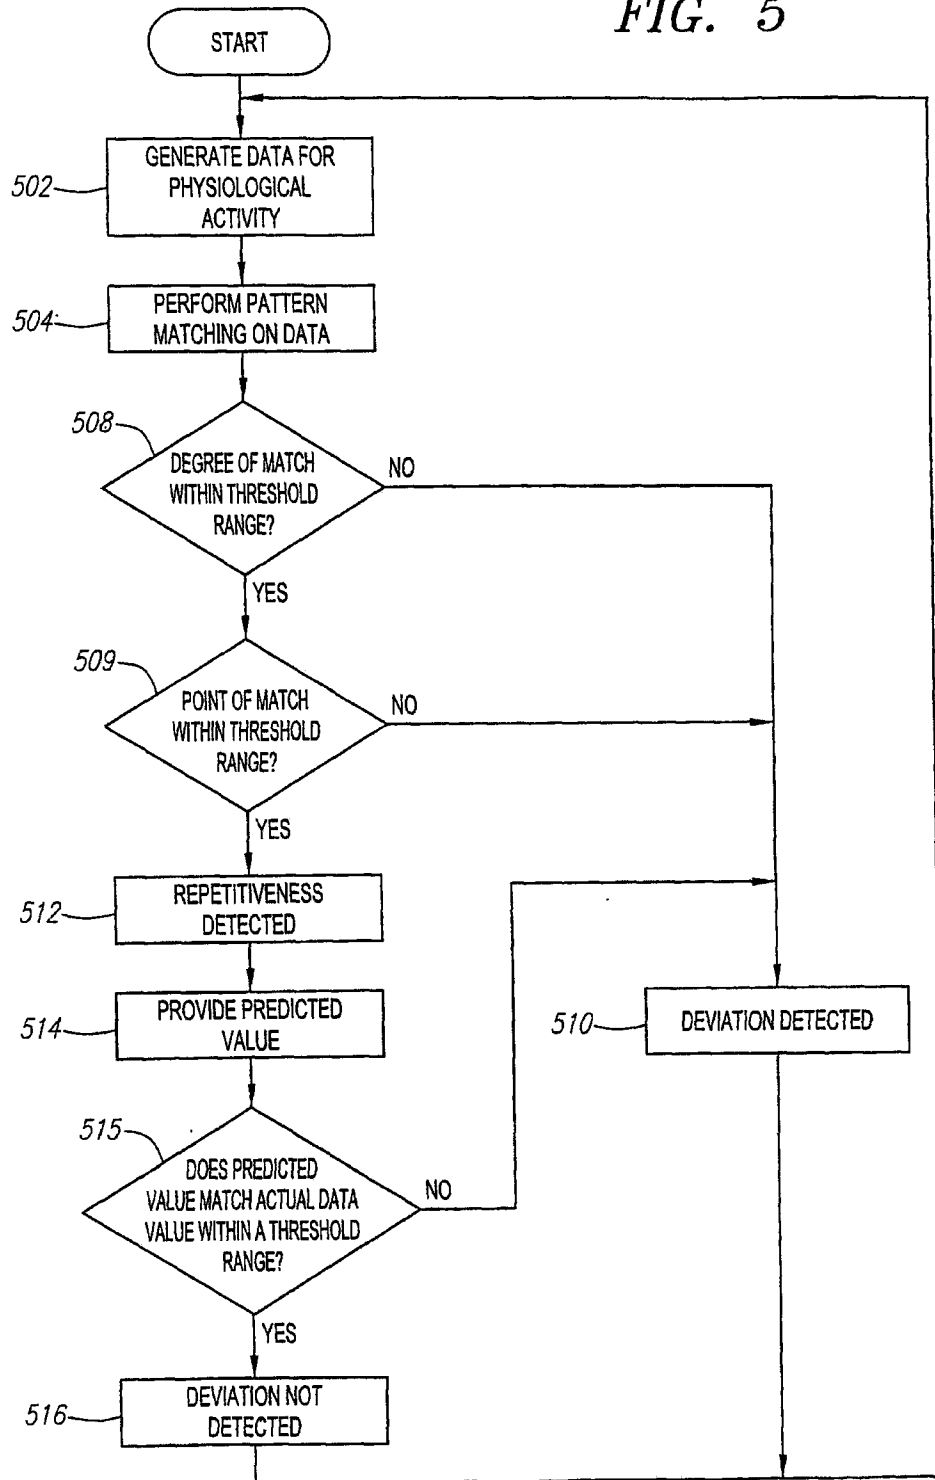 FIG. 5
START
502
GENERATE DATA FOR
PHYSIOLOGICAL
ACTIVITY
504
PERFORM PATTERN
MATCHING ON DATA
508
DEGREE OF MATCH
WITHIN THRESHOLD
RANGE?
NO
YES
509
POINT OF MATCH
WITHIN THRESHOLD
RANGE?
NO
YES
512
REPETITIVENESS
DETECTED
514
PROVIDE PREDICTED
VALUE
510
DEVIATION DETECTED
515
DOES PREDICTED
VALUE MATCH ACTUAL DATA
VALUE WITHIN A THRESHOLD
RANGE?
NO
YES
516
DEVIATION NOT
DETECTED